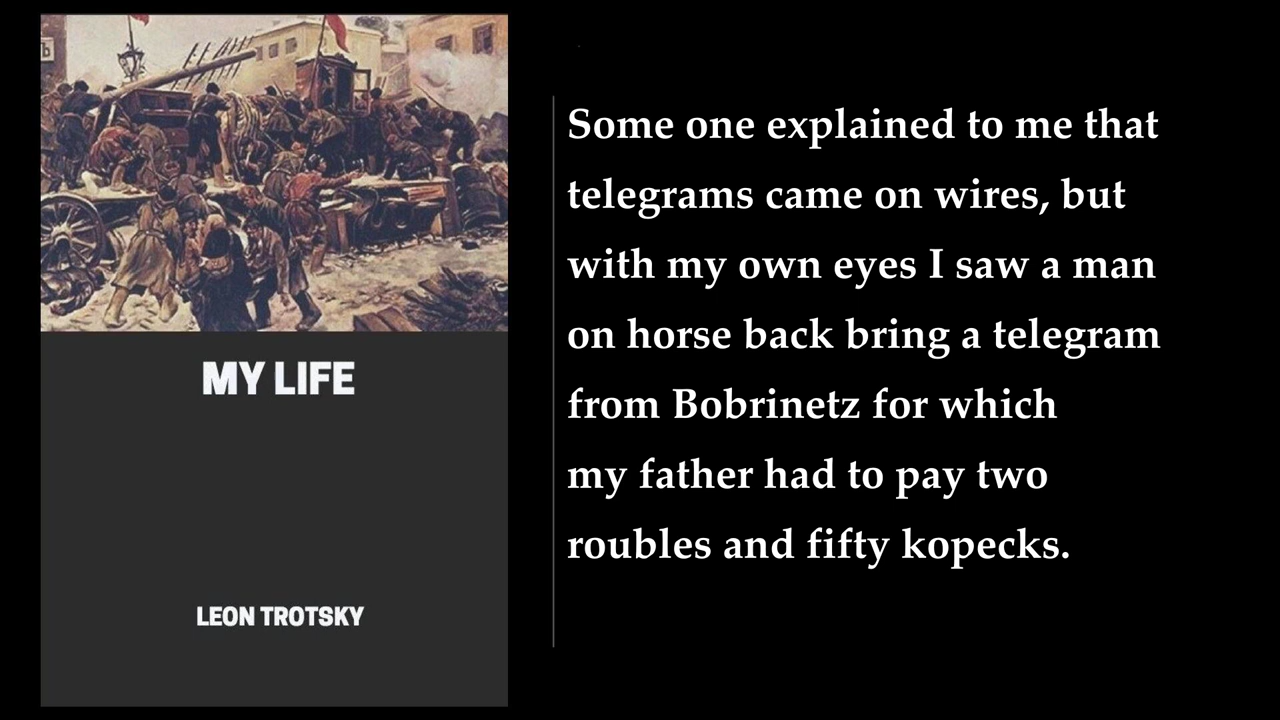 MY LIFE
LEON TROTSKY
Some one explained to me that
telegrams came on wires, but
with my own eyes I saw a man
on horse back bring a telegram
from Bobrinetz for which
my father had to pay two
roubles and fifty kopecks.